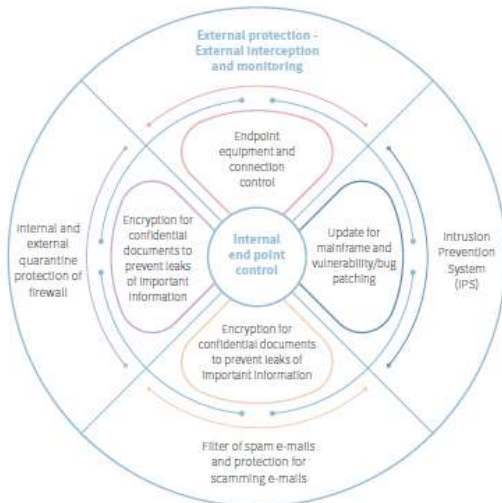 External protection -
External interception
and monitoring
Endpoint
equipment and
connection
control
Internal and
external
quarantine
protection of
firewall
Encryption for
confidential
documents to
prevent leaks
of important
information
Internal
end point
control
Update for
mainframe and
vulnerability/bug
patching
Intrusion
Prevention
System
(IPS)
Encryption for
confidential documents
to prevent leaks of
important information
Filter of spam e-mails
and protection for
scamming e-mails